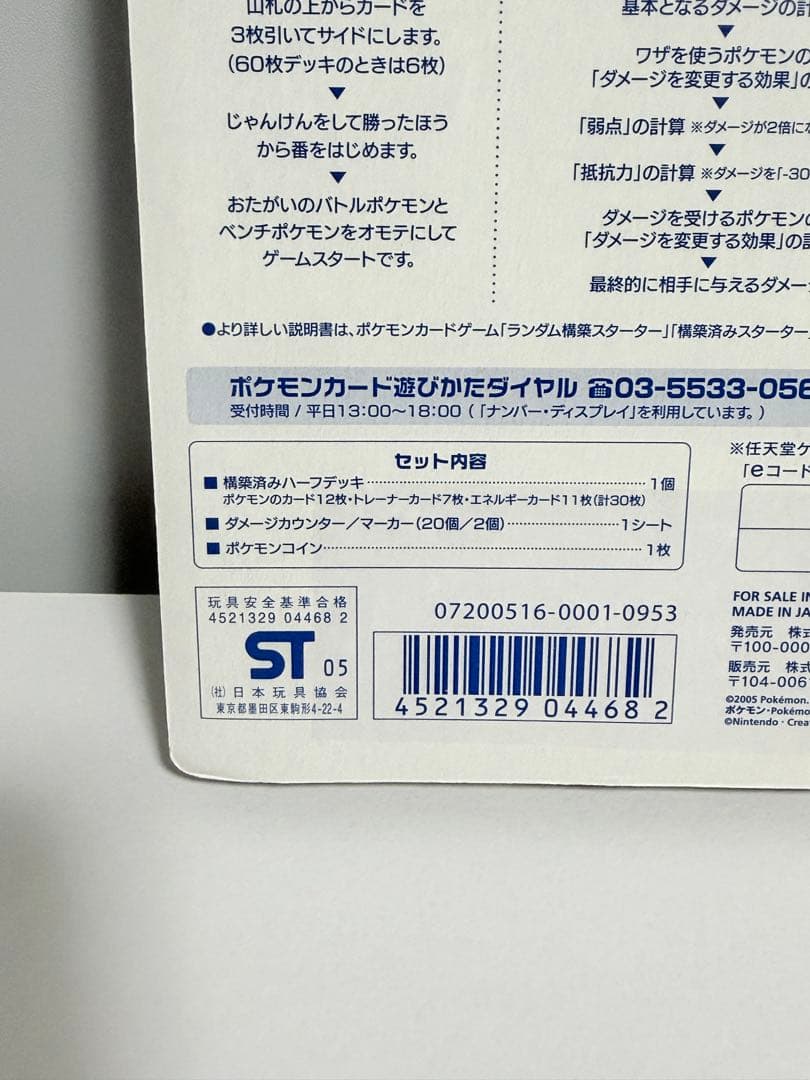 山札の上からカードを
3枚引いてサイドにします。
(60枚デッキのときは6枚)
▼
じゃんけんをして勝ったほう
から番をはじめます。
▼
おたがいのバトルポケモンと
ベンチポケモンをオモテにして
ゲームスタートです。
基本となるダメージの計
▼
ワザを使うポケモンの
「ダメージを変更する効果」の
▼
「弱点」の計算 ※ダメージが2倍にな
▼
「抵抗力」の計算 ※ダメージを「-30
▼
ダメージを受けるポケモンの
「ダメージを変更する効果」の計
▼
最終的に相手に与えるダメージ
●より詳しい説明書は、ポケモンカードゲーム「ランダム構築スターター」「構築済みスターター」
ポケモンカード遊びかたダイヤル ☎03-5533-056
受付時間 / 平日13:00〜18:00 (「ナンバー・ディスプレイ」を利用しています。)
セット内容
■ 構築済みハーフデッキ 1個
ポケモンのカード12枚・トレーナーカード7枚・エネルギーカード11枚(計30枚)
■ ダメージカウンター／マーカー(20個／2個) 1シート
■ ポケモンコイン 1枚
※任天堂ゲ
「eコード
玩具安全基準合格
4521329 04468 2
ST 05
(社)日本玩具協会
東京都墨田区東駒形4-22-4
07200516-0001-0953
4521329 044682
FOR SALE IN
MADE IN JA
発売元 株式
〒100-000
販売元 株式
〒104-006
©2005 Pokémon.
ポケモン・Pokémo
©Nintendo・Crea